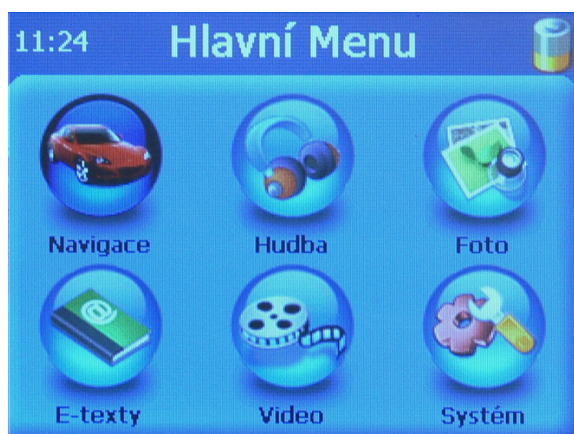 11:24 Hlavní Menu
Navigace Hudba Foto
@
E-texty Video Systém